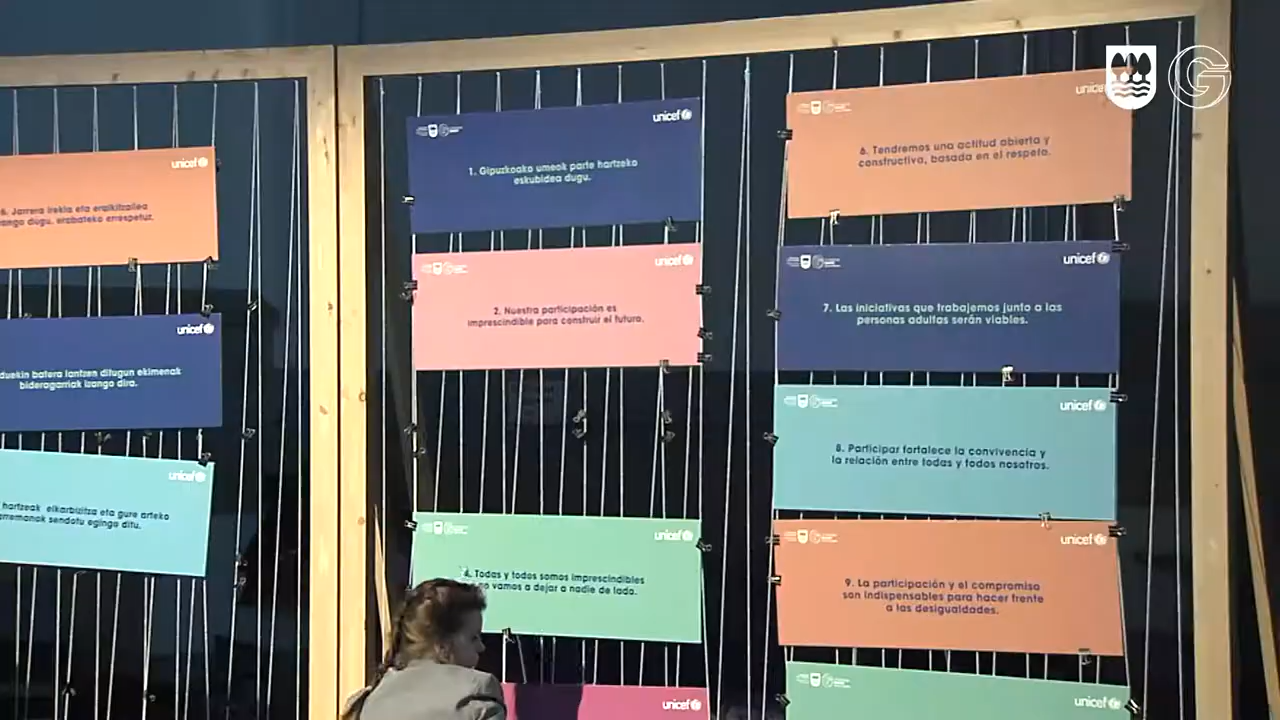 unicef
6. Jarrera irekia eta eraikitzailea
izango dugu, erabateko errespetuz.
unicef
duekin batera lantzen ditugun ekimenak
bideragarriak izango dira.
unicef
hartzeak elkarbizitza eta gure arteko
harremanak sendotu egingo ditu.
unicef
1. Gipuzkoako umeok parte hartzeko
eskubidea dugu.
unicef
2. Nuestra participación es
imprescindible para construir el futuro.
unicef
4. Todas y todos somos imprescindibles
no vamos a dejar a nadie de lado.
unicef
unicef
6. Tendremos una actitud abierta y
constructiva, basada en el respeto.
unicef
7. Las iniciativas que trabajemos junto a las
personas adultas serán viables.
unicef
8. Participar fortalece la convivencia y
la relación entre todas y todos nosotros.
unicef
9. La participación y el compromiso
son indispensables para hacer frente
a las desigualdades.
unicef
G